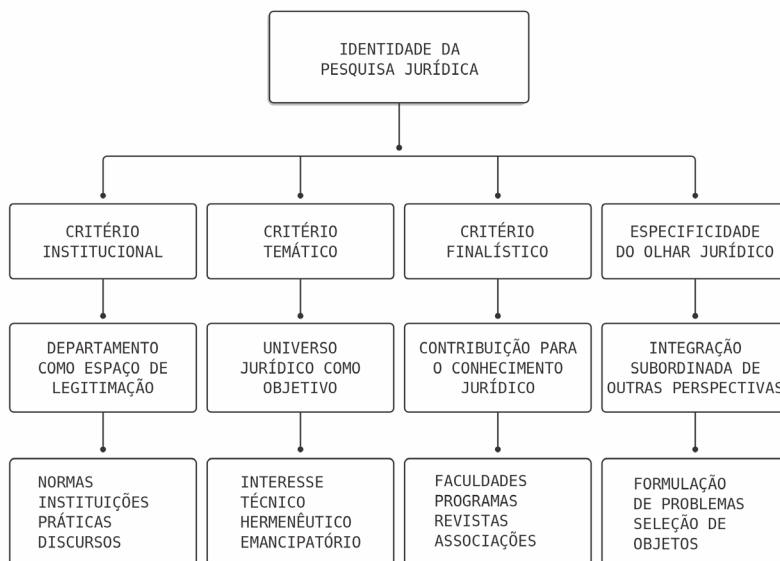 IDENTIDADE DA
PESQUISA JURÍDICA
CRITÉRIO
INSTITUCIONAL
CRITÉRIO
TEMÁTICO
CRITÉRIO
FINALÍSTICO
ESPECIFICIDADE
DO OLHAR JURÍDICO
DEPARTAMENTO
COMO ESPAÇO DE
LEGITIMAÇÃO
UNIVERSO
JURÍDICO COMO
OBJETIVO
CONTRIBUIÇÃO PARA
O CONHECIMENTO
JURÍDICO
INTEGRAÇÃO
SUBORDINADA DE
OUTRAS PERSPECTIVAS
NORMAS
INSTITUIÇÕES
PRÁTICAS
DISCURSOS
INTERESSE
TÉCNICO
HERMENÊUTICO
EMANCIPATÓRIO
FACULDADES
PROGRAMAS
REVISTAS
ASSOCIAÇÕES
FORMULAÇÃO
DE PROBLEMAS
SELEÇÃO DE
OBJETOS